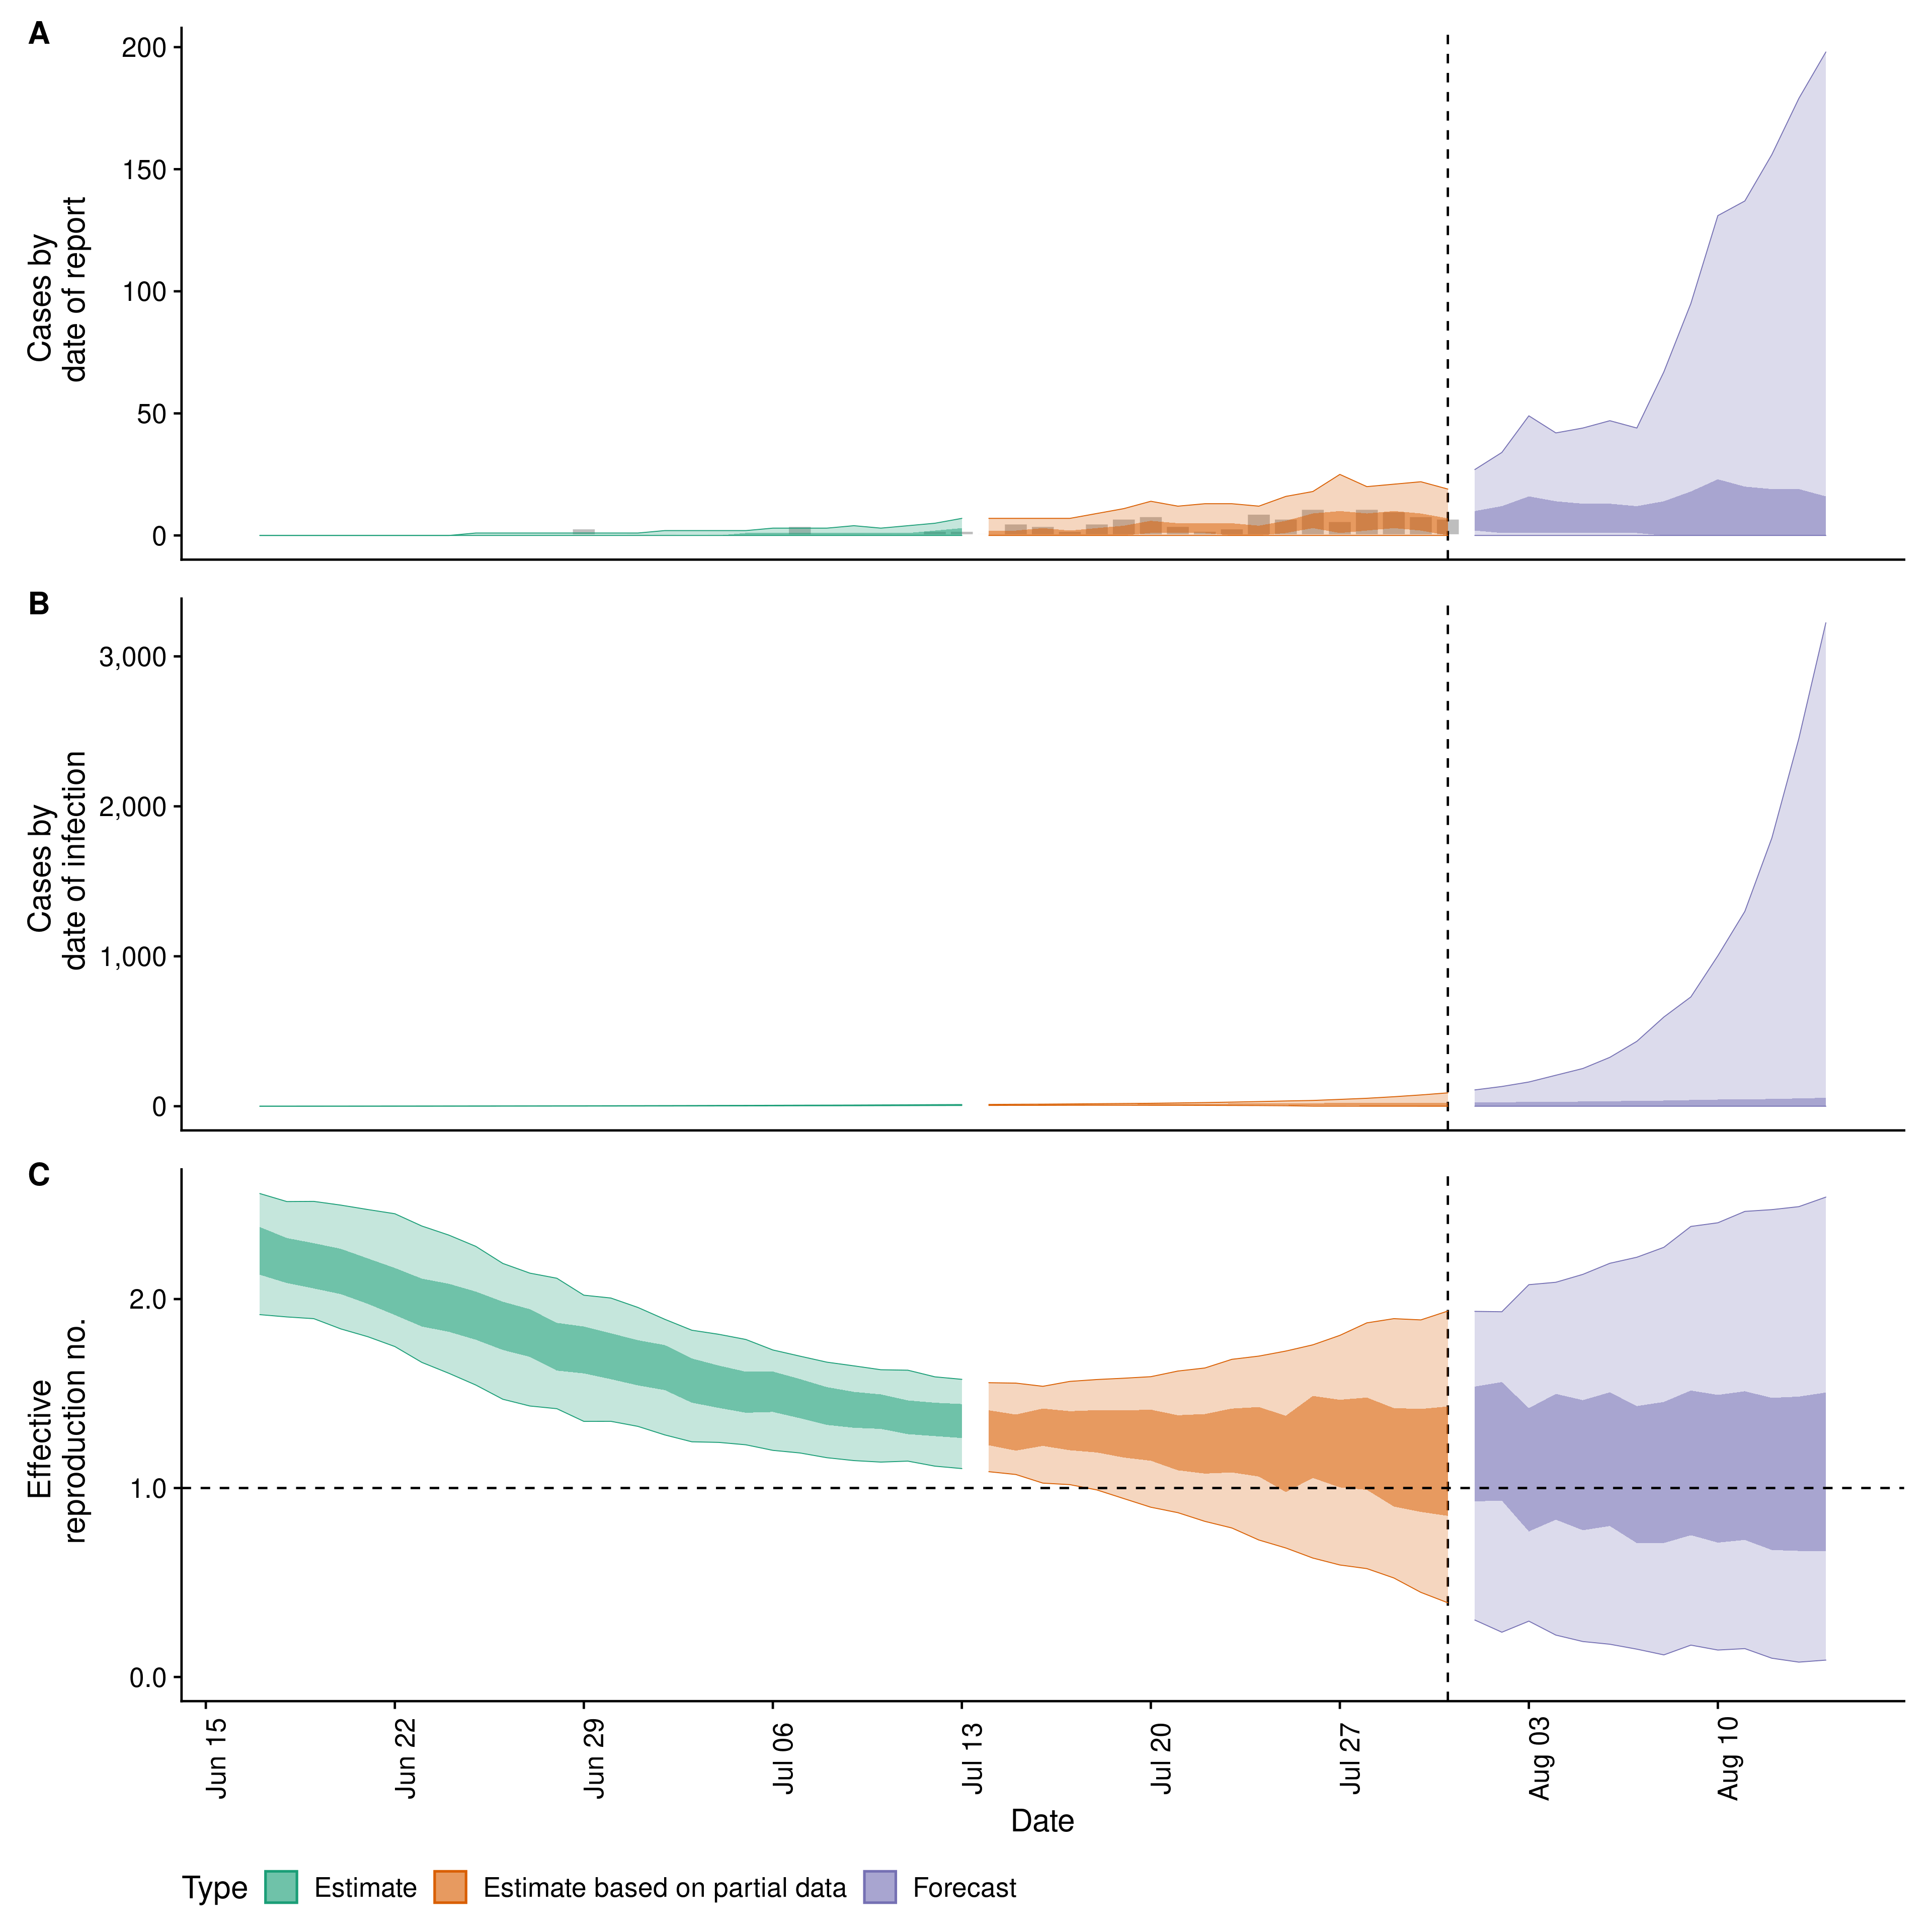 A
200
150
100
50
0
Cases by
date of report
B
3,000
2,000
1,000
0
Cases by
date of infection
C
2.0
1.0
0.0
Effective
reproduction no.
Jun 15
Jun 22
Jun 29
Jul 06
Jul 13
Jul 20
Jul 27
Aug 03
Aug 10
Date
Type Estimate Estimate based on partial data Forecast